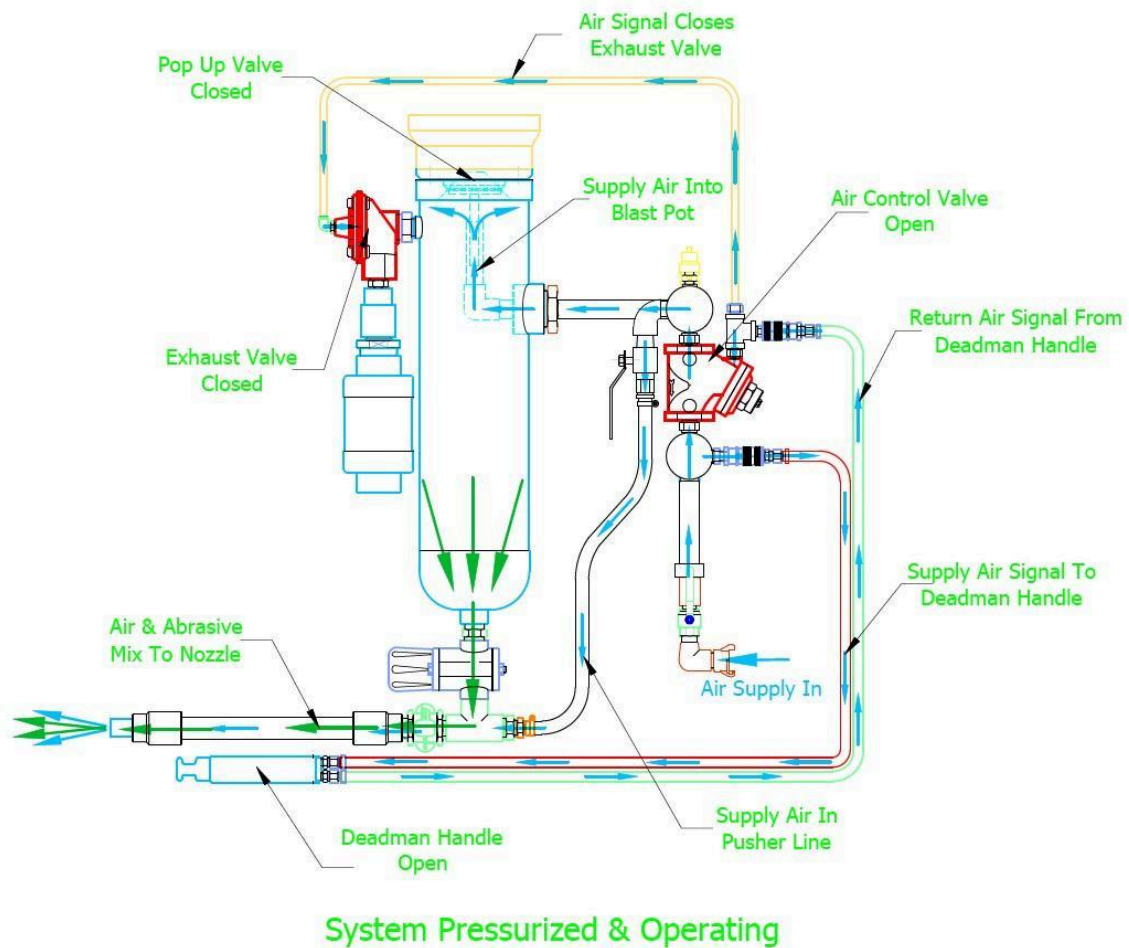 Air Signal Closes
Exhaust Valve
Pop Up Valve
Closed
Supply Air Into
Blast Pot
Air Control Valve
Open
Return Air Signal From
Deadman Handle
Exhaust Valve
Closed
Supply Air Signal To
Deadman Handle
Air & Abrasive
Mix To Nozzle
Air Supply In
Supply Air In
Pusher Line
Deadman Handle
Open
System Pressurized & Operating